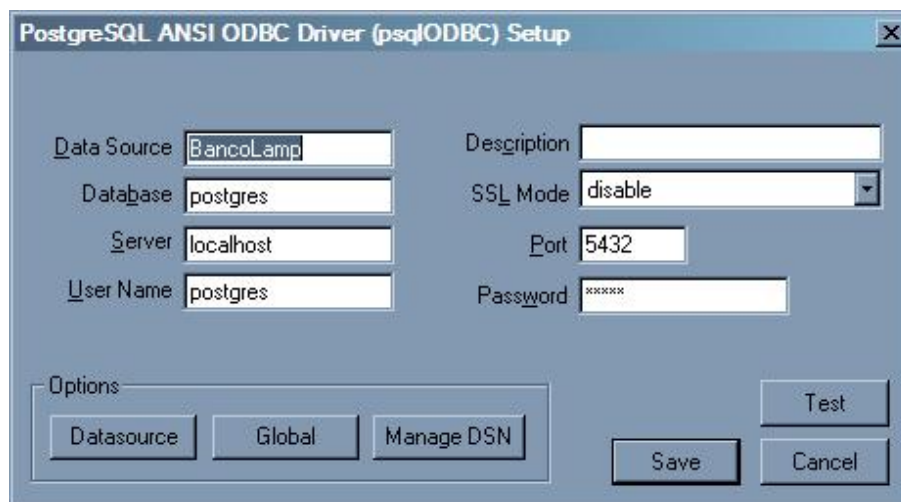 PostgreSQL ANSI ODBC Driver (psqlODBC) Setup
Data Source BancoLamp
Description
Database postgres
SSL Mode disable
Server localhost
Port 5432
User Name postgres
Password *****
Options
Datasource Global Manage DSN
Test
Save Cancel